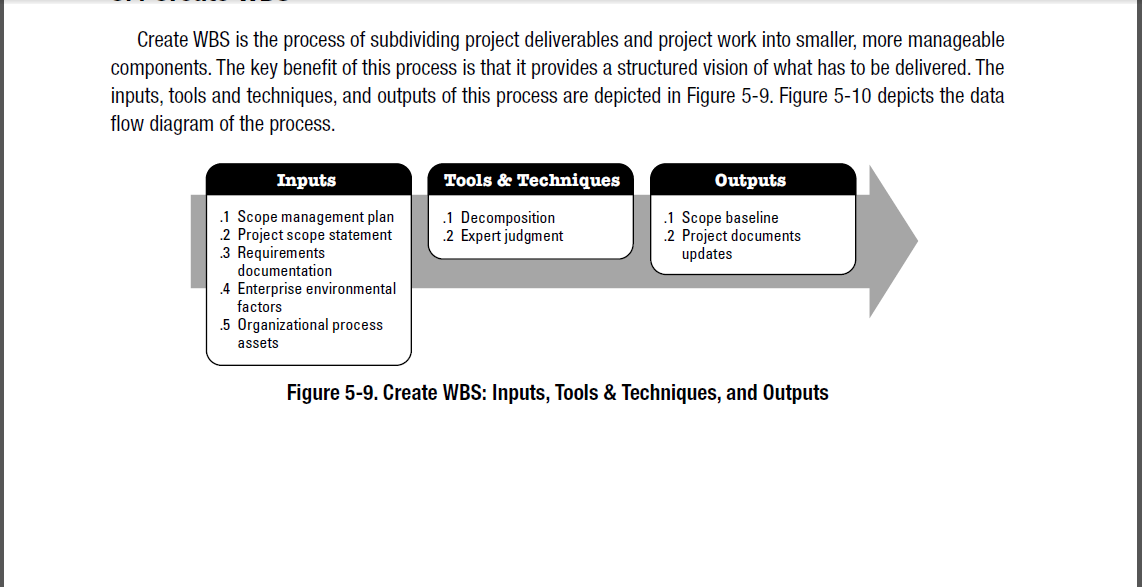 Create WBS is the process of subdividing project deliverables and project work into smaller, more manageable
components. The key benefit of this process is that it provides a structured vision of what has to be delivered. The
inputs, tools and techniques, and outputs of this process are depicted in Figure 5-9. Figure 5-10 depicts the data
flow diagram of the process.
Inputs
.1 Scope management plan
.2 Project scope statement
.3 Requirements
documentation
.4 Enterprise environmental
factors
.5 Organizational process
assets
Tools & Techniques
.1 Decomposition
.2 Expert judgment
Outputs
.1 Scope baseline
.2 Project documents
updates
Figure 5-9. Create WBS: Inputs, Tools & Techniques, and Outputs